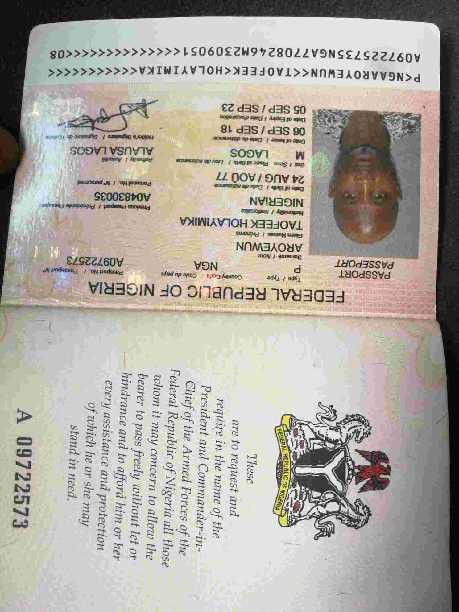 FEDERAL REPUBLIC OF NIGERIA
PASSPORT
PASSEPORT
Type / Type
P
Country Code / Code du pays
NGA
Passport No. / Passeport N°
A09722573
Surname / Nom
AROYEWUN
Given Names / Prénoms
TAOFEEK HOLAYIMIKA
Nationality / Nationalité
NIGERIAN
Previous Passport / Précédente Passeport
A04830035
Date of Birth / Date de naissance
24 AUG / AOÛ 77
Personal No. / N° personnel
Sex / Sexe
M
Place of Birth / Lieu de naissance
LAGOS
Authority / Autorité
ALAUSA LAGOS
Date of Issue / Date de délivrance
06 SEP / SEP 18
Holder's Signature / Signature du Titulaire
Date of Expiry / Date d'expiration
05 SEP / SEP 23
P<NGAAROYEWUN<<TAOFEEK<HOLAYIMIKA<<<<<<<<<<<
A097225735NGA7708246M2309051<<<<<<<<<<<<<<08
These
are to request and
require in the name of the
President and Commander-in-
Chief of the Armed Forces of the
Federal Republic of Nigeria all those
whom it may concern to allow the
bearer to pass freely without let or
hindrance and to afford him or her
every assistance and protection
of which he or she may
stand in need.
A 09722573